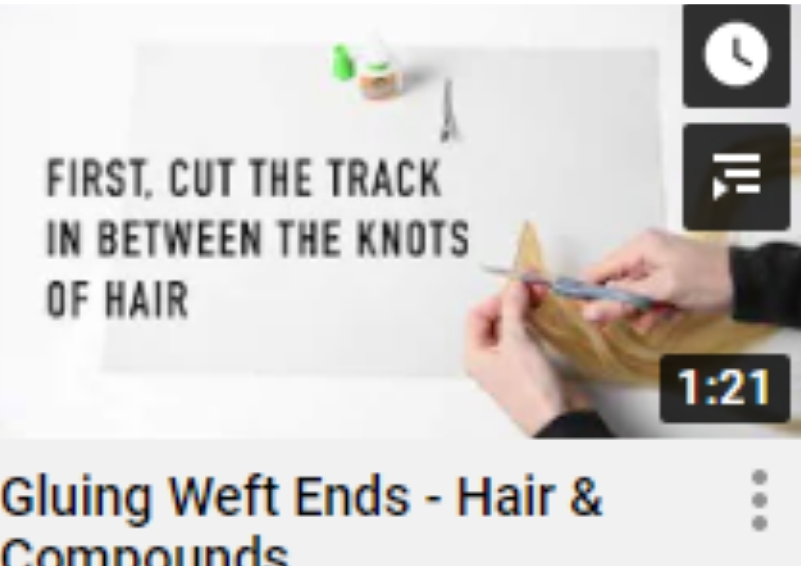 FIRST, CUT THE TRACK
IN BETWEEN THE KNOTS
OF HAIR
1:21
Gluing Weft Ends - Hair &
Compounds